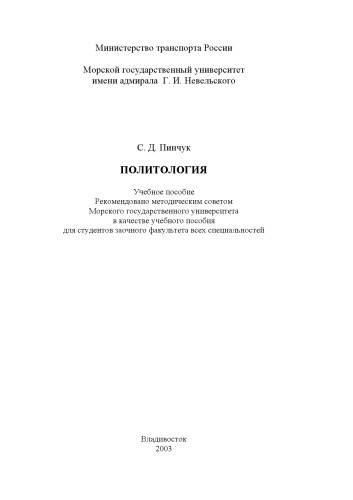 Министерство транспорта России
Морской государственный университет
имени адмирала Г. И. Невельского
С. Д. Пинчук
ПОЛИТОЛОГИЯ
Учебное пособие
Рекомендовано методическим советом
Морского государственного университета
в качестве учебного пособия
для студентов заочного факультета всех специальностей
Владивосток
2003